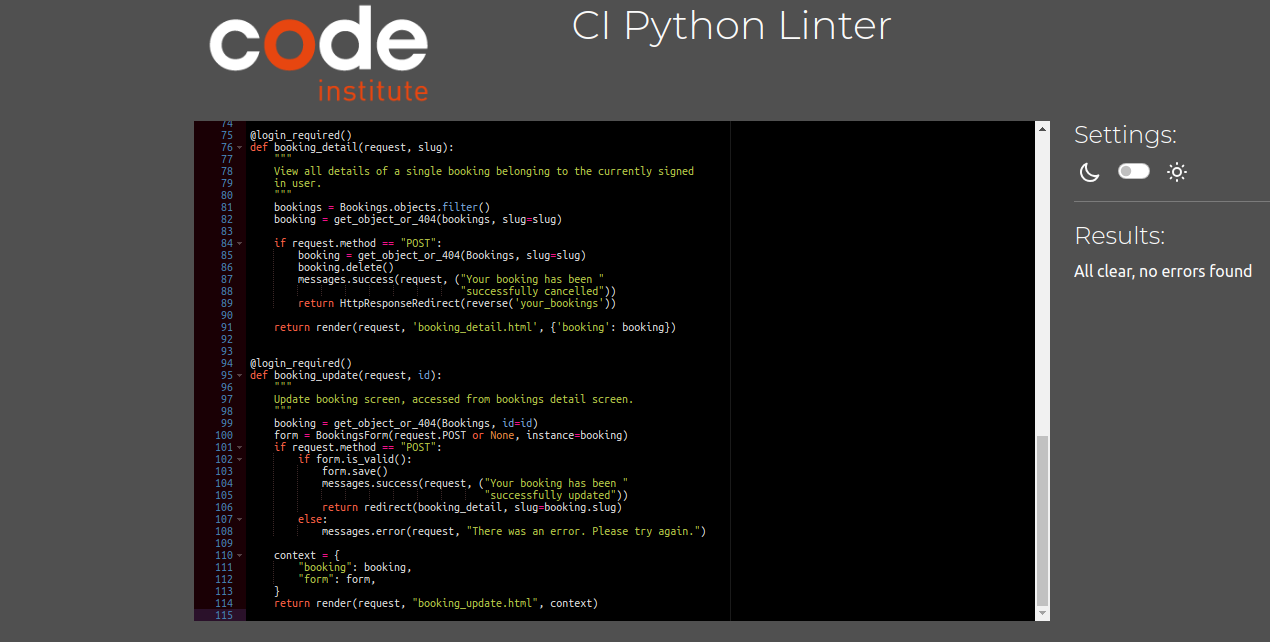 code
institute
CI Python Linter
74
75 @login_required()
76 def booking_detail(request, slug):
77     """
78     View all details of a single booking belonging to the currently signed
79     in user.
80     """
81     bookings = Bookings.objects.filter()
82     booking = get_object_or_404(bookings, slug=slug)
83
84     if request.method == "POST":
85         booking = get_object_or_404(Bookings, slug=slug)
86         booking.delete()
87         messages.success(request, ("Your booking has been "
88                                    "successfully cancelled"))
89         return HttpResponseRedirect(reverse('your_bookings'))
90
91     return render(request, 'booking_detail.html', {'booking': booking})
92
93
94 @login_required()
95 def booking_update(request, id):
96     """
97     Update booking screen, accessed from bookings detail screen.
98     """
99     booking = get_object_or_404(Bookings, id=id)
100     form = BookingsForm(request.POST or None, instance=booking)
101     if request.method == "POST":
102         if form.is_valid():
103             form.save()
104             messages.success(request, ("Your booking has been "
105                                        "successfully updated"))
106             return redirect(booking_detail, slug=booking.slug)
107         else:
108             messages.error(request, "There was an error. Please try again.")
109
110     context = {
111         "booking": booking,
112         "form": form,
113     }
114     return render(request, "booking_update.html", context)
115
Settings:
Results:
All clear, no errors found